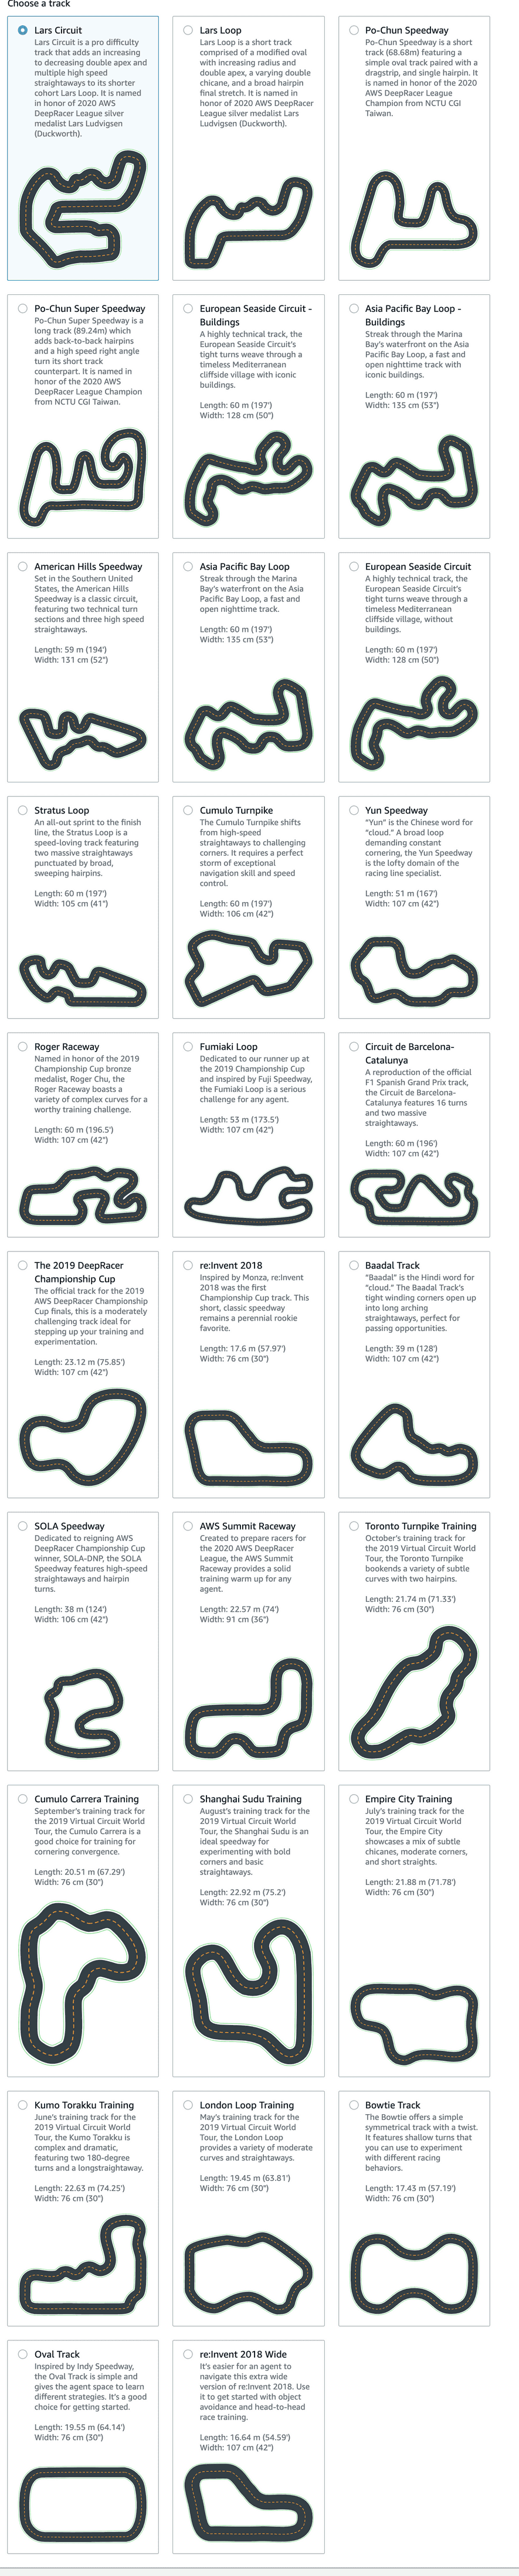 Choose a track
Lars Circuit
Lars Circuit is a pro difficulty
track that adds an increasing
to decreasing double apex and
multiple high speed
straightaways to its shorter
cohort Lars Loop. It is named
in honor of 2020 AWS
DeepRacer League silver
medalist Lars Ludvigsen
(Duckworth).
Lars Loop
Lars Loop is a short track
comprised of a modified oval
with increasing radius and
double apex, a varying double
chicane, and a broad hairpin
final stretch. It is named in
honor of 2020 AWS DeepRacer
League silver medalist Lars
Ludvigsen (Duckworth).
Po-Chun Speedway
Po-Chun Speedway is a short
track (68.68m) featuring a
simple oval track paired with a
dragstrip, and single hairpin. It
is named in honor of the 2020
AWS DeepRacer League
Champion from NCTU CGI
Taiwan.
Po-Chun Super Speedway
Po-Chun Super Speedway is a
long track (89.24m) which
adds back-to-back hairpins
and a high speed right angle
turn its short track
counterpart. It is named in
honor of the 2020 AWS
DeepRacer League Champion
from NCTU CGI Taiwan.
European Seaside Circuit -
Buildings
A highly technical track, the
European Seaside Circuit's
tight turns weave through a
timeless Mediterranean
cliffside village with iconic
buildings.
Length: 60 m (197')
Width: 128 cm (50")
Asia Pacific Bay Loop -
Buildings
Streak through the Marina
Bay's waterfront on the Asia
Pacific Bay Loop, a fast and
open nighttime track with
iconic buildings.
Length: 60 m (197')
Width: 135 cm (53")
American Hills Speedway
Set in the Southern United
States, the American Hills
Speedway is a classic circuit,
featuring two technical turn
sections and three high speed
straightaways.
Length: 59 m (194')
Width: 131 cm (52")
Asia Pacific Bay Loop
Streak through the Marina
Bay's waterfront on the Asia
Pacific Bay Loop, a fast and
open nighttime track.
Length: 60 m (197')
Width: 135 cm (53")
European Seaside Circuit
A highly technical track, the
European Seaside Circuit's
tight turns weave through a
timeless Mediterranean
cliffside village, without
buildings.
Length: 60 m (197')
Width: 128 cm (50")
Stratus Loop
An all-out sprint to the finish
line, the Stratus Loop is a
speed-loving track featuring
two massive straightaways
punctuated by broad,
sweeping hairpins.
Length: 60 m (197')
Width: 105 cm (41")
Cumulo Turnpike
The Cumulo Turnpike shifts
from high-speed
straightaways to challenging
corners. It requires a perfect
storm of exceptional
navigation skill and speed
control.
Length: 60 m (197')
Width: 106 cm (42")
Yun Speedway
"Yun" is the Chinese word for
"cloud." A broad loop
demanding constant
cornering, the Yun Speedway
is the lofty domain of the
racing line specialist.
Length: 51 m (167')
Width: 107 cm (42")
Roger Raceway
Named in honor of the 2019
Championship Cup bronze
medalist, Roger Chu, the
Roger Raceway boasts a
variety of complex curves for a
worthy training challenge.
Length: 60 m (196.5')
Width: 107 cm (42")
Fumiaki Loop
Dedicated to our runner up at
the 2019 Championship Cup
and inspired by Fuji Speedway,
the Fumiaki Loop is a serious
challenge for any agent.
Length: 53 m (173.5')
Width: 107 cm (42")
Circuit de Barcelona-
Catalunya
A reproduction of the official
F1 Spanish Grand Prix track,
the Circuit de Barcelona-
Catalunya features 16 turns
and two massive
straightaways.
Length: 60 m (196')
Width: 107 cm (42")
The 2019 DeepRacer
Championship Cup
The official track for the 2019
AWS DeepRacer Championship
Cup finals, this is a moderately
challenging track ideal for
stepping up your training and
experimentation.
Length: 23.12 m (75.85')
Width: 107 cm (42")
re:Invent 2018
Inspired by Monza, re:Invent
2018 was the first
Championship Cup track. This
short, classic speedway
remains a perennial rookie
favorite.
Length: 17.6 m (57.97')
Width: 76 cm (30")
Baadal Track
"Baadal" is the Hindi word for
"cloud." The Baadal Track's
tight winding corners open up
into long arching
straightaways, perfect for
passing opportunities.
Length: 39 m (128')
Width: 107 cm (42")
SOLA Speedway
Dedicated to reigning AWS
DeepRacer Championship Cup
winner, SOLA-DNP, the SOLA
Speedway features high-speed
straightaways and hairpin
turns.
Length: 38 m (124')
Width: 106 cm (42")
AWS Summit Raceway
Created to prepare racers for
the 2020 AWS DeepRacer
League, the AWS Summit
Raceway provides a solid
training warm up for any
agent.
Length: 22.57 m (74')
Width: 91 cm (36")
Toronto Turnpike Training
October's training track for
the 2019 Virtual Circuit World
Tour, the Toronto Turnpike
bookends a variety of subtle
curves with two hairpins.
Length: 21.74 m (71.33')
Width: 76 cm (30")
Cumulo Carrera Training
September's training track for
the 2019 Virtual Circuit World
Tour, the Cumulo Carrera is a
good choice for training for
cornering convergence.
Length: 20.51 m (67.29')
Width: 76 cm (30")
Shanghai Sudu Training
August's training track for the
2019 Virtual Circuit World
Tour, the Shanghai Sudu is an
ideal speedway for
experimenting with bold
corners and basic
straightaways.
Length: 22.92 m (75.2')
Width: 76 cm (30")
Empire City Training
July's training track for the
2019 Virtual Circuit World
Tour, the Empire City
showcases a mix of subtle
chicanes, moderate corners,
and short straights.
Length: 21.88 m (71.78')
Width: 76 cm (30")
Kumo Torakku Training
June's training track for the
2019 Virtual Circuit World
Tour, the Kumo Torakku is
complex and dramatic,
featuring two 180-degree
turns and a longstraightaway.
Length: 22.63 m (74.25')
Width: 76 cm (30")
London Loop Training
May's training track for the
2019 Virtual Circuit World
Tour, the London Loop
provides a variety of moderate
curves and straightaways.
Length: 19.45 m (63.81')
Width: 76 cm (30")
Bowtie Track
The Bowtie offers a simple
symmetrical track with a twist.
It features shallow turns that
you can use to experiment
with different racing
behaviors.
Length: 17.43 m (57.19')
Width: 76 cm (30")
Oval Track
Inspired by Indy Speedway,
the Oval Track is simple and
gives the agent space to learn
different strategies. It's a good
choice for getting started.
Length: 19.55 m (64.14')
Width: 76 cm (30")
re:Invent 2018 Wide
It's easier for an agent to
navigate this extra wide
version of re:Invent 2018. Use
it to get started with object
avoidance and head-to-head
race training.
Length: 16.64 m (54.59')
Width: 107 cm (42")